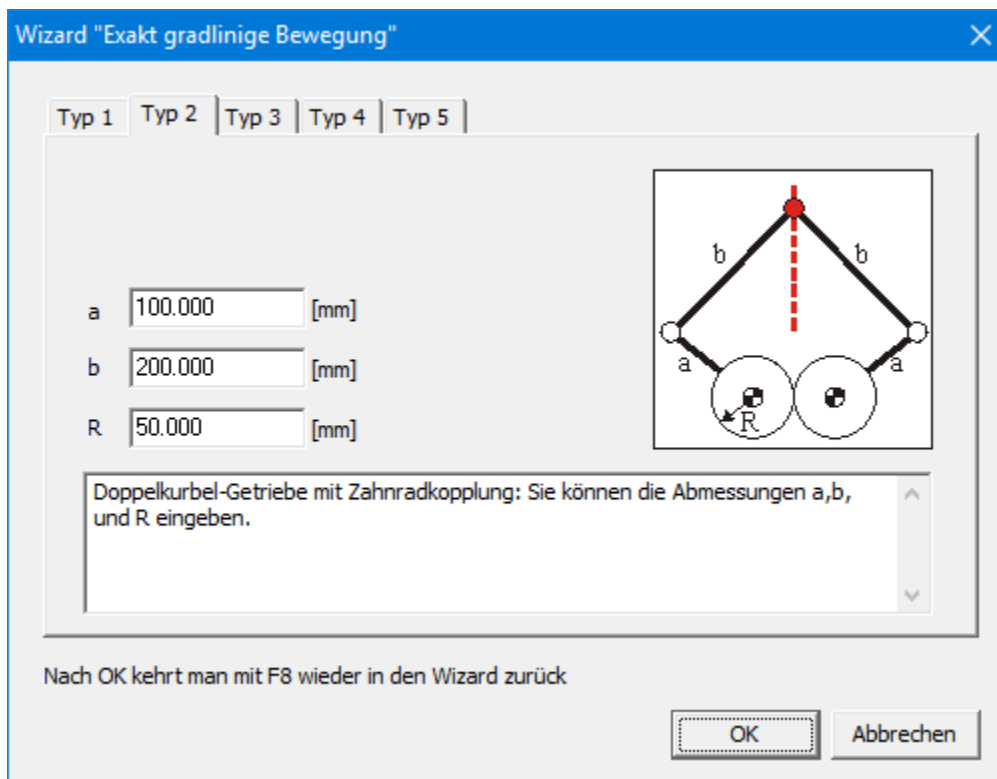 Wizard "Exakt gradlinige Bewegung"
Typ 1 Typ 2 Typ 3 Typ 4 Typ 5
b b
a 100.000 [mm]
a a
b 200.000 [mm]
R 50.000 [mm]
R
Doppelkurbel-Getriebe mit Zahnradkopplung: Sie können die Abmessungen a,b,
und R eingeben.
Nach OK kehrt man mit F8 wieder in den Wizard zurück
OK Abbrechen